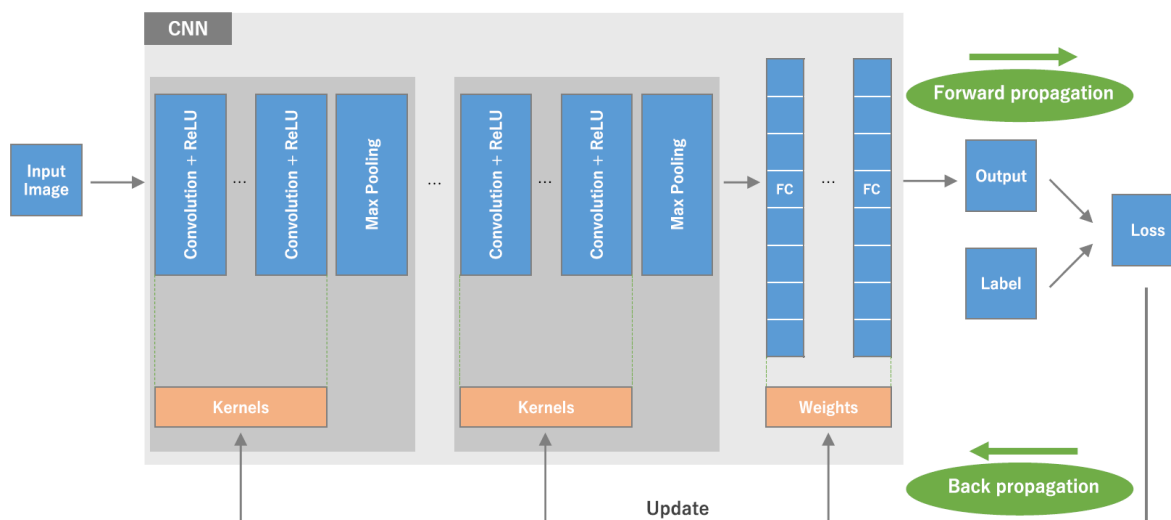 CNN
Forward propagation
Input
Image
Convolution + ReLU
...
Convolution + ReLU
Max Pooling
...
Convolution + ReLU
...
Convolution + ReLU
Max Pooling
FC
...
FC
Output
Label
Loss
Kernels
Kernels
Weights
Back propagation
Update